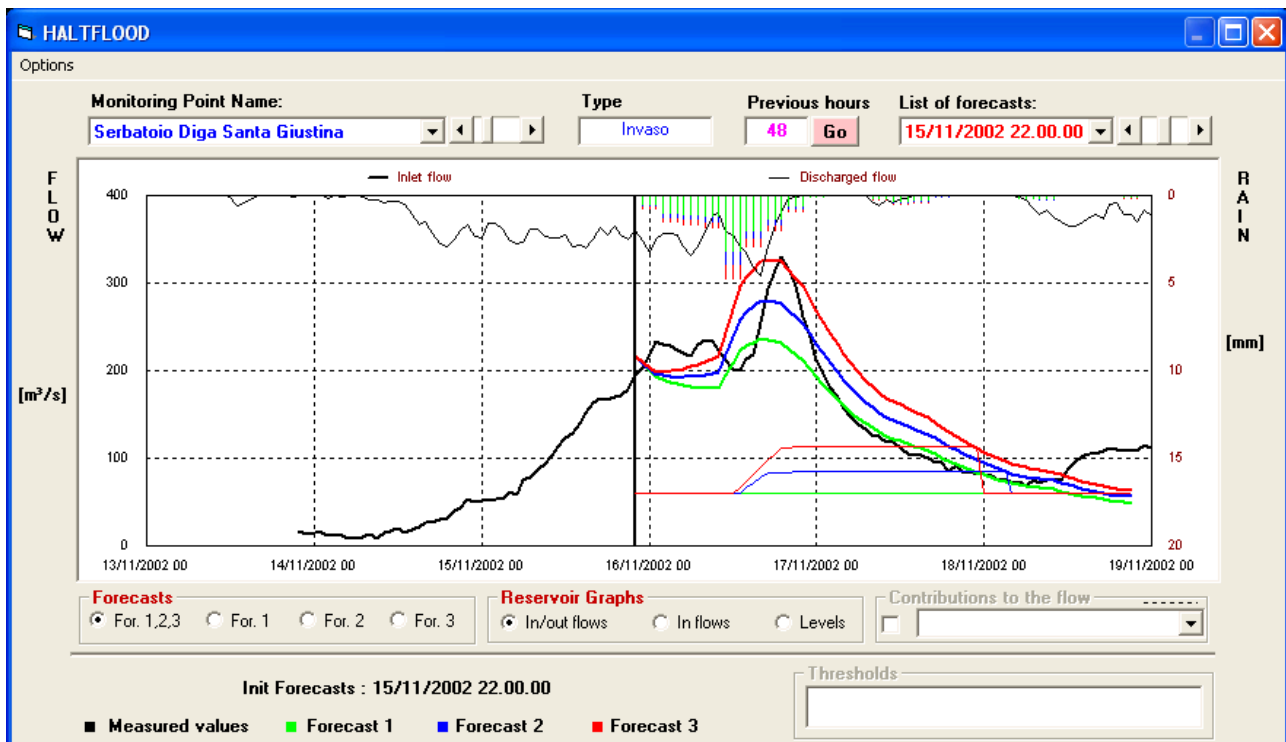 HALTFLOOD
Options
Monitoring Point Name: Type Previous hours List of forecasts:
Serbatoio Diga Santa Giustina Invaso 48 Go 15/11/2002 22.00.00
Inlet flow Discharged flow
FLOW
RAIN
400 0
300 5
200 10
[m³/s] [mm]
100 15
0 20
13/11/2002 00 14/11/2002 00 15/11/2002 00 16/11/2002 00 17/11/2002 00 18/11/2002 00 19/11/2002 00
Forecasts Reservoir Graphs Contributions to the flow
For. 1,2,3 For. 1 For. 2 For. 3 In/out flows In flows Levels
Thresholds
Init Forecasts : 15/11/2002 22.00.00
Measured values Forecast 1 Forecast 2 Forecast 3